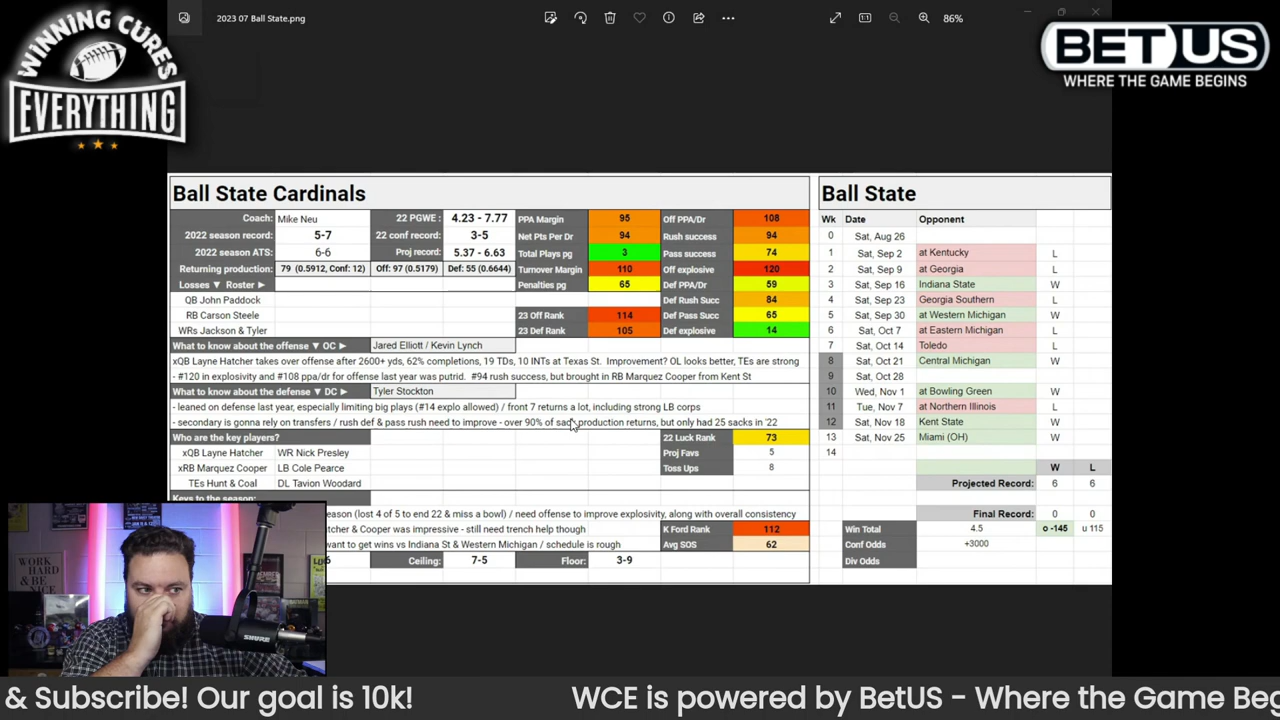 2023 07 Ball State.png
86%
WINNING CURES
EVERYTHING
BETUS
WHERE THE GAME BEGINS
Ball State Cardinals
Coach: Mike Neu 22 PGWE : 4.23 - 7.77 PPA Margin 95 Off PPA/Dr 108
2022 season record: 5-7 22 conf record: 3-5 Net Pts Per Dr 94 Rush success 94
2022 season ATS: 6-6 Proj record: 5.37 - 6.63 Total Plays pg 3 Pass success 74
Returning production: 79 (0.5912, Conf: 12) Off: 97 (0.5179) Def: 55 (0.6644) Turnover Margin 110 Off explosive 120
Losses ▼ Roster ► Penalties pg 65 Def PPA/Dr 59
QB John Paddock Def Rush Succ 84
RB Carson Steele 23 Off Rank 114 Def Pass Succ 65
WRs Jackson & Tyler 23 Def Rank 105 Def explosive 14
What to know about the offense ▼ OC ► Jared Elliott / Kevin Lynch
xQB Layne Hatcher takes over offense after 2600+ yds, 62% completions, 19 TDs, 10 INTs at Texas St. Improvement? OL looks better, TEs are strong
- #120 in explosivity and #108 ppa/dr for offense last year was putrid. #94 rush success, but brought in RB Marquez Cooper from Kent St
What to know about the defense ▼ DC ► Tyler Stockton
- leaned on defense last year, especially limiting big plays (#14 explo allowed) / front 7 returns a lot, including strong LB corps
- secondary is gonna rely on transfers / rush def & pass rush need to improve - over 90% of sack production returns, but only had 25 sacks in '22
Who are the key players? 22 Luck Rank 73
xQB Layne Hatcher WR Nick Presley Proj Favs 5
xRB Marquez Cooper LB Cole Pearce Toss Ups 8
TEs Hunt & Coal DL Tavion Woodard
Keys to the season:
eason (lost 4 of 5 to end 22 & miss a bowl) / need offense to improve explosivity, along with overall consistency
tcher & Cooper was impressive - still need trench help though K Ford Rank 112
want to get wins vs Indiana St & Western Michigan / schedule is rough Avg SOS 62
Ceiling: 7-5 Floor: 3-9
Ball State
Wk Date Opponent
0 Sat, Aug 26
1 Sat, Sep 2 at Kentucky L
2 Sat, Sep 9 at Georgia L
3 Sat, Sep 16 Indiana State W
4 Sat, Sep 23 Georgia Southern L
5 Sat, Sep 30 at Western Michigan W
6 Sat, Oct 7 at Eastern Michigan L
7 Sat, Oct 14 Toledo L
8 Sat, Oct 21 Central Michigan W
9 Sat, Oct 28
10 Wed, Nov 1 at Bowling Green W
11 Tue, Nov 7 at Northern Illinois L
12 Sat, Nov 18 Kent State W
13 Sat, Nov 25 Miami (OH) W
14
W L
Projected Record: 6 6
Final Record: 0 0
Win Total 4.5 o -145 u 115
Conf Odds +3000
Div Odds
WORK HARD & BE NICE
SHURE
& Subscribe! Our goal is 10k! WCE is powered by BetUS - Where the Game Beg